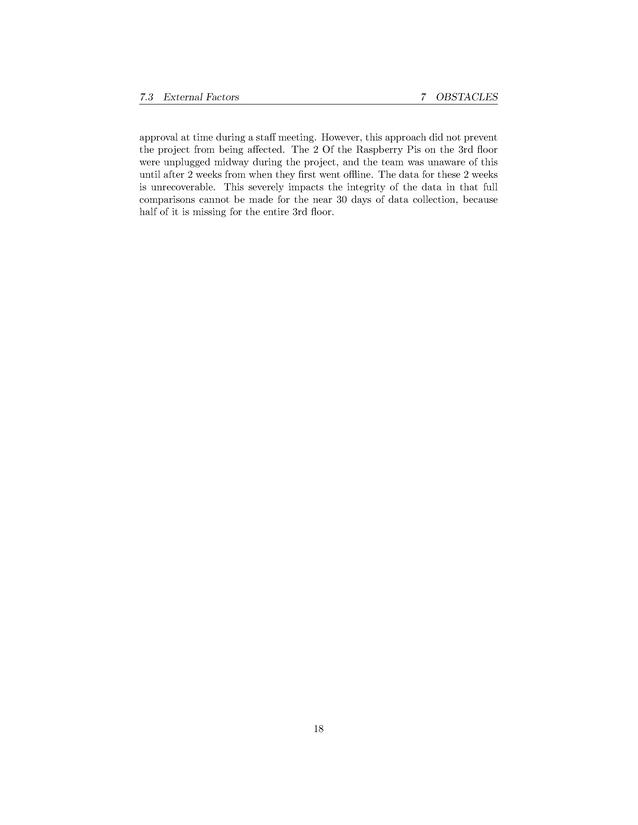 7.3 External Factors 7 OBSTACLES
approval at time during a staff meeting. However, this approach did not prevent
the project from being affected. The 2 Of the Raspberry Pis on the 3rd floor
were unplugged midway during the project, and the team was unaware of this
until after 2 weeks from when they first went offline. The data for these 2 weeks
is unrecoverable. This severely impacts the integrity of the data in that full
comparisons cannot be made for the near 30 days of data collection, because
half of it is missing for the entire 3rd floor.
18